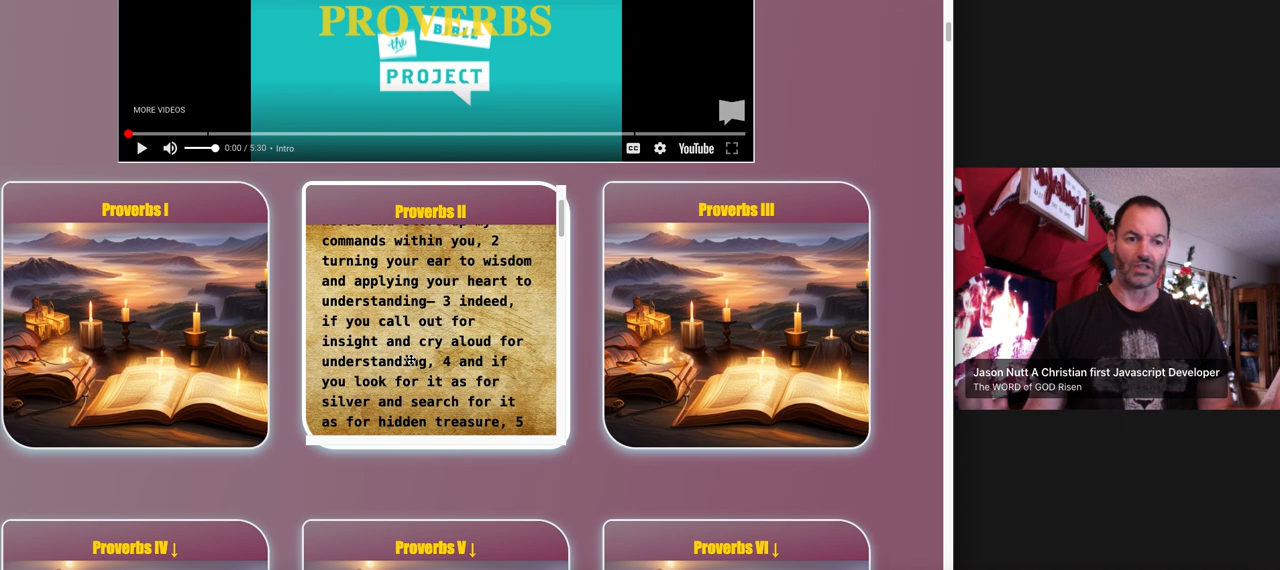 PROVERBS
the BIBLE
PROJECT
MORE VIDEOS
0:00 / 5:30 • Intro
CC
YouTube
Proverbs I
Proverbs II
Proverbs III
commands within you, 2
turning your ear to wisdom
and applying your heart to
understanding— 3 indeed,
if you call out for
insight and cry aloud for
understanding, 4 and if
you look for it as for
silver and search for it
as for hidden treasure, 5
Proverbs IV ↓
Proverbs V ↓
Proverbs VI ↓
Jason Nutt A Christian first Javascript Developer
The WORD of GOD Risen